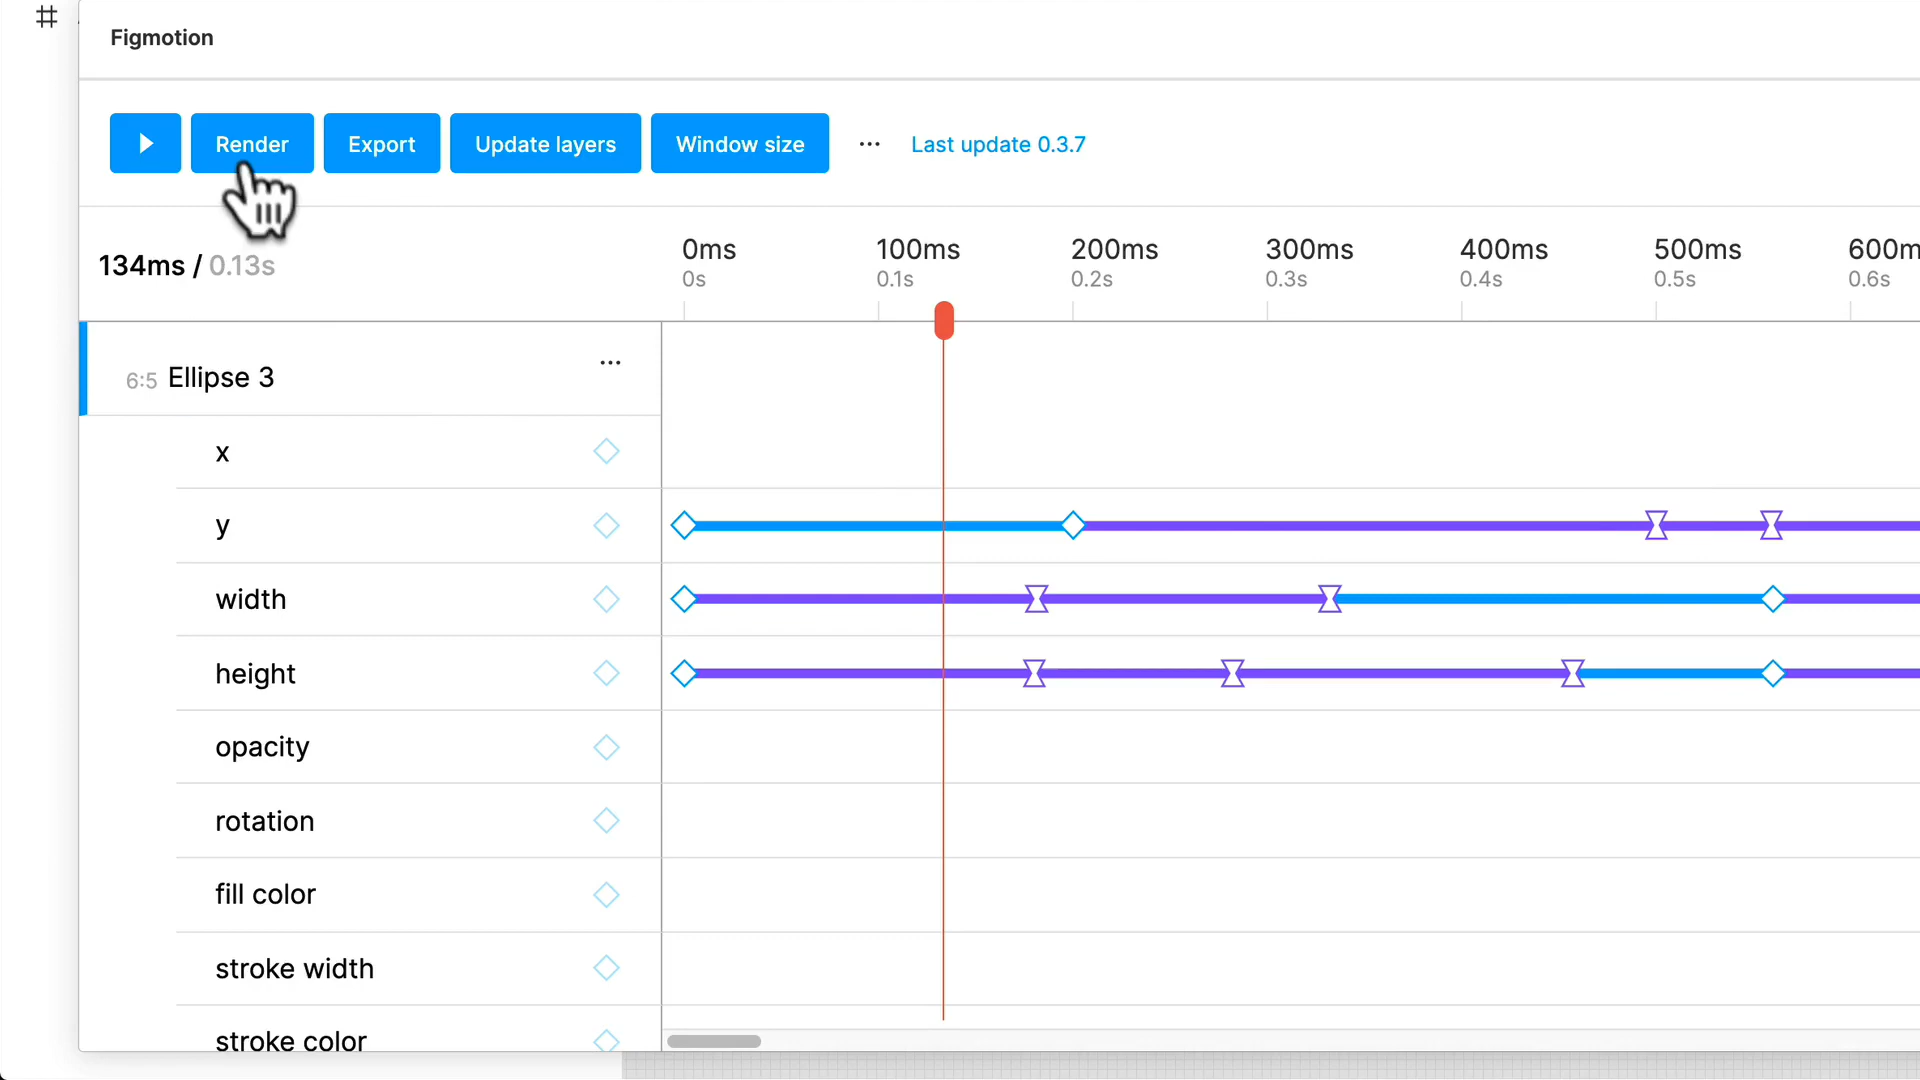 Figmotion
Render Export Update layers Window size ... Last update 0.3.7
134ms / 0.13s
0ms 100ms 200ms 300ms 400ms 500ms 600m
0s 0.1s 0.2s 0.3s 0.4s 0.5s 0.6s
6:5 Ellipse 3 ...
x
y
width
height
opacity
rotation
fill color
stroke width
stroke color